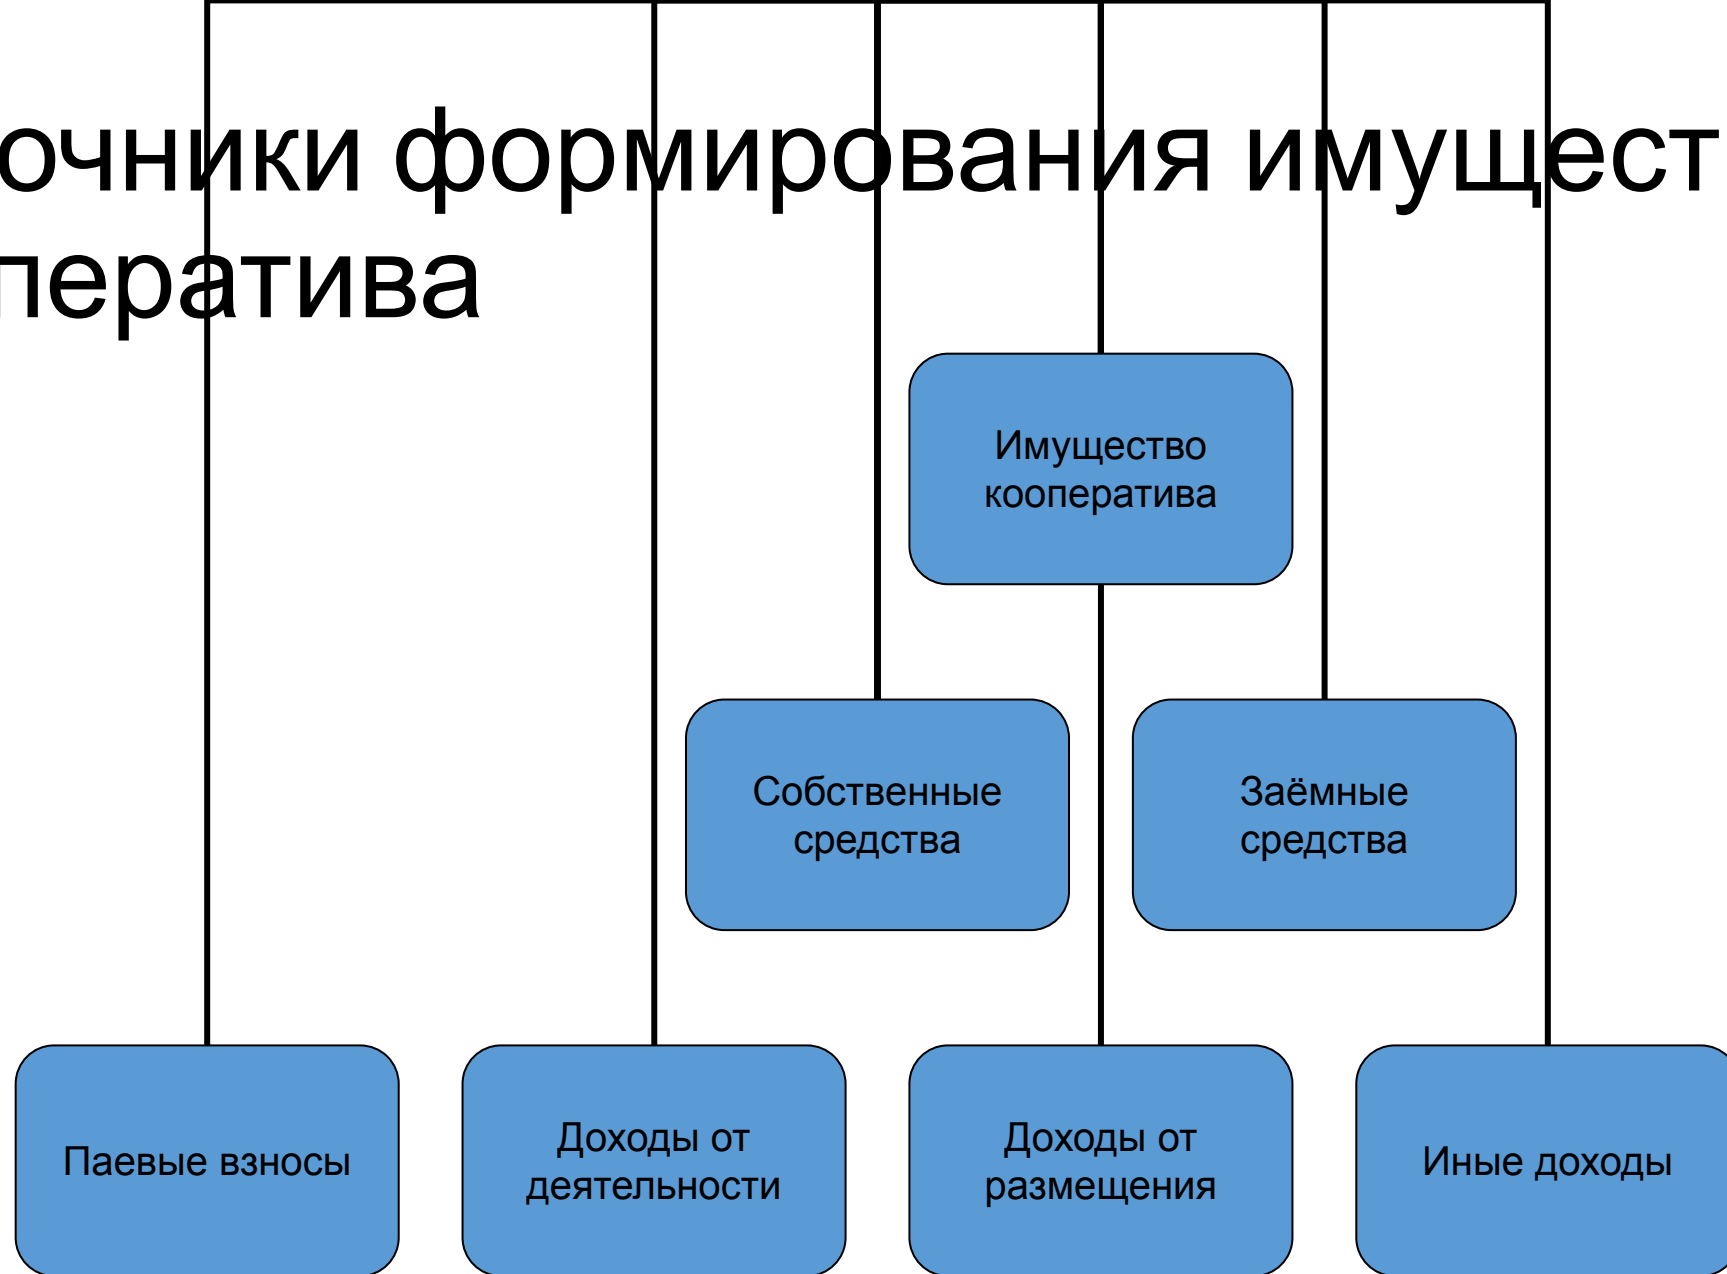 очники формирования имущест
ператива
Имущество
кооператива
Собственные
средства
Заёмные
средства
Паевые взносы
Доходы от
деятельности
Доходы от
размещения
Иные доходы